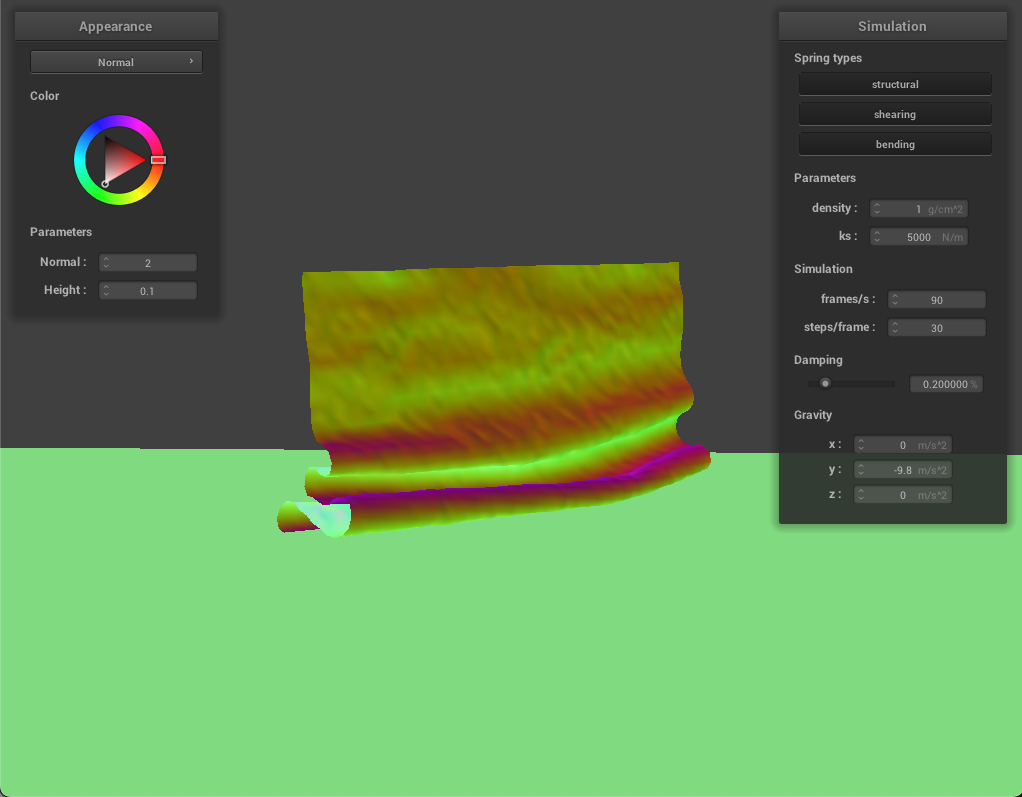 Appearance
Normal
Color
Parameters
Normal : 2
Height : 0.1
Simulation
Spring types
structural
shearing
bending
Parameters
density : 1 g/cm^2
ks : 5000 N/m
Simulation
frames/s : 90
steps/frame : 30
Damping
0.200000 %
Gravity
x : 0 m/s^2
y : -9.8 m/s^2
z : 0 m/s^2